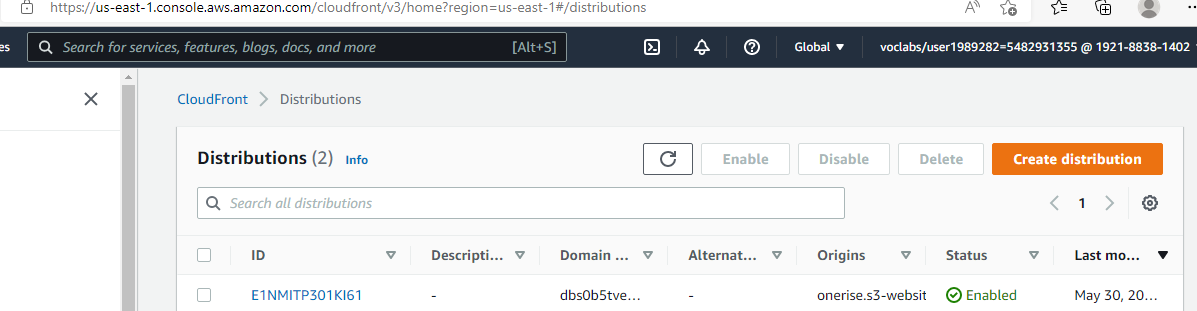 https://us-east-1.console.aws.amazon.com/cloudfront/v3/home?region=us-east-1#/distributions
es Search for services, features, blogs, docs, and more [Alt+S] Global voclabs/user1989282=5482931355 @ 1921-8838-1402
CloudFront > Distributions
Distributions (2) Info Enable Disable Delete Create distribution
Search all distributions 1
ID Descripti... Domain ... Alternat... Origins Status Last mo...
E1NMITP301KI61 - dbs0b5tve... - onerise.s3-websit Enabled May 30, 20...